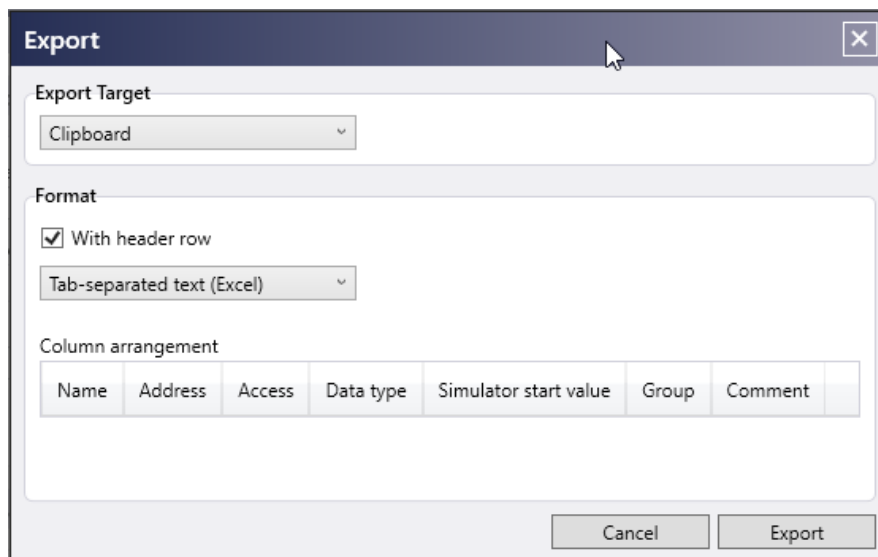 Export
Export Target
Clipboard
Format
With header row
Tab-separated text (Excel)
Column arrangement
Name Address Access Data type Simulator start value Group Comment
Cancel Export